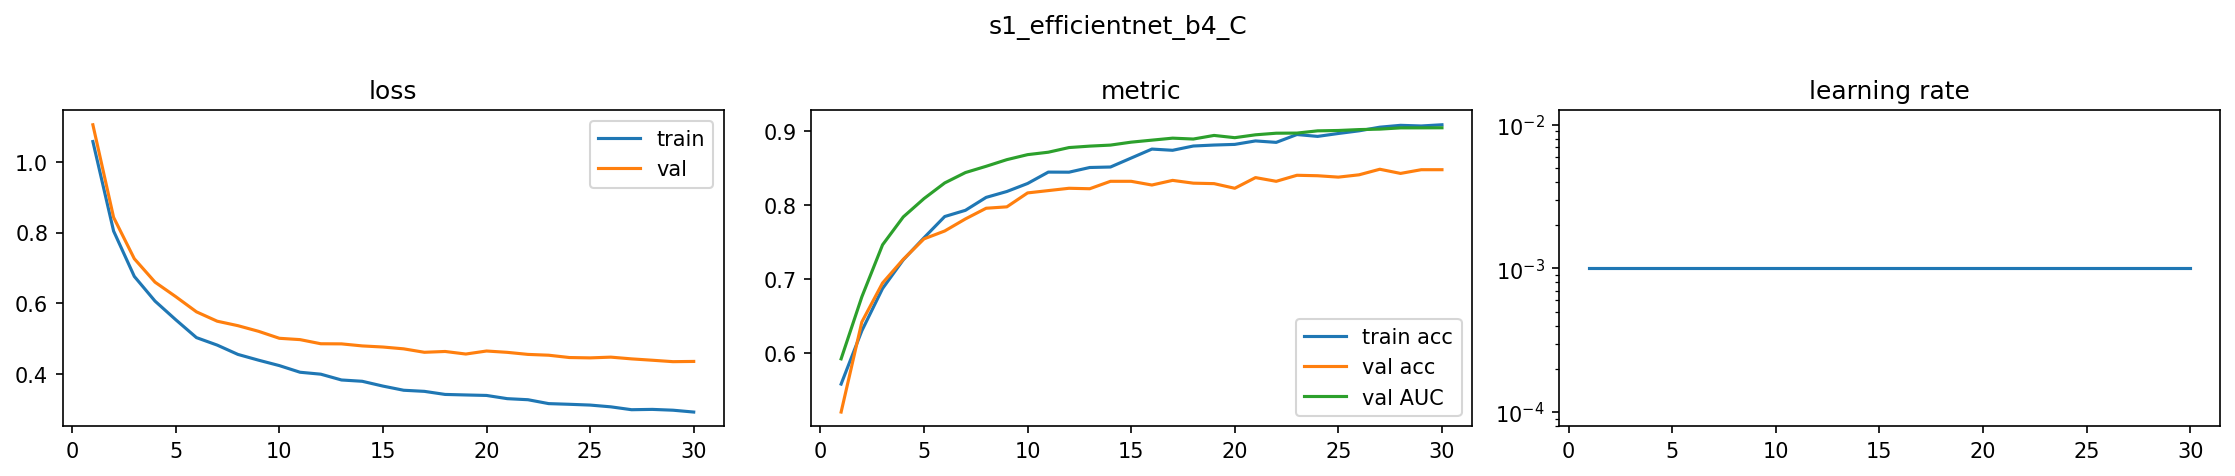 s1_efficientnet_b4_C
loss
1.0
0.8
0.6
0.4
0 5 10 15 20 25 30
train
val
metric
0.9
0.8
0.7
0.6
0 5 10 15 20 25 30
train acc
val acc
val AUC
learning rate
10⁻²
10⁻³
10⁻⁴
0 5 10 15 20 25 30